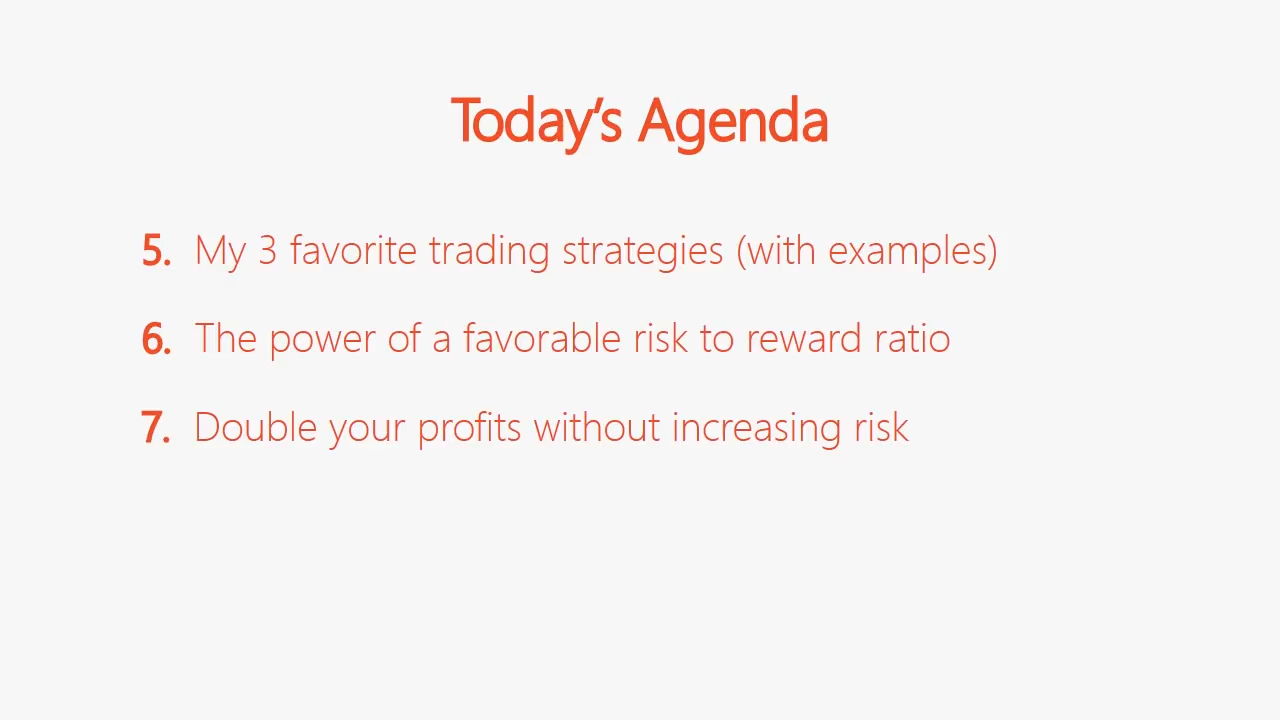 Today’s Agenda
5. My 3 favorite trading strategies (with examples)
6. The power of a favorable risk to reward ratio
7. Double your profits without increasing risk